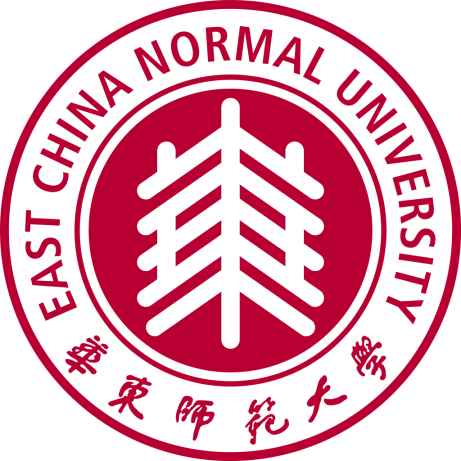 EAST CHINA NORMAL UNIVERSITY
華東師範大學